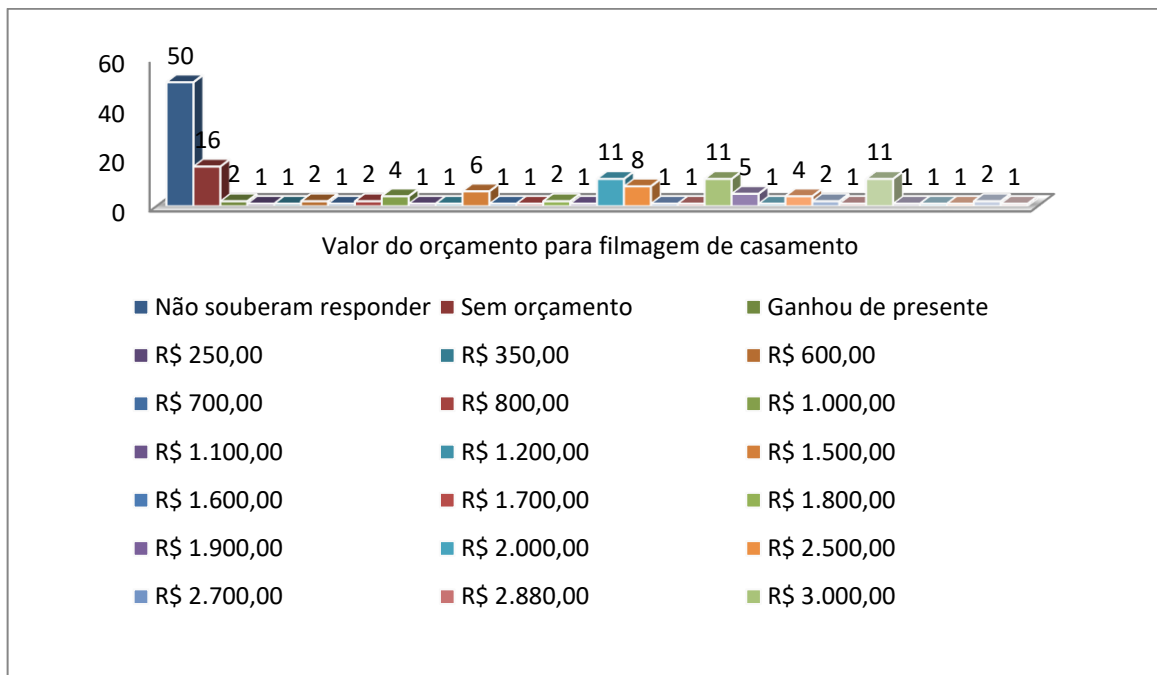 60
40
20
0
50
16
2 1 1 2 1 2 4 1 1 6 1 1 2 1 11 8 1 1 11 5 1 4 2 1 11 1 1 1 2 1
Valor do orçamento para filmagem de casamento
Não souberam responder Sem orçamento Ganhou de presente
R$ 250,00 R$ 350,00 R$ 600,00
R$ 700,00 R$ 800,00 R$ 1.000,00
R$ 1.100,00 R$ 1.200,00 R$ 1.500,00
R$ 1.600,00 R$ 1.700,00 R$ 1.800,00
R$ 1.900,00 R$ 2.000,00 R$ 2.500,00
R$ 2.700,00 R$ 2.880,00 R$ 3.000,00